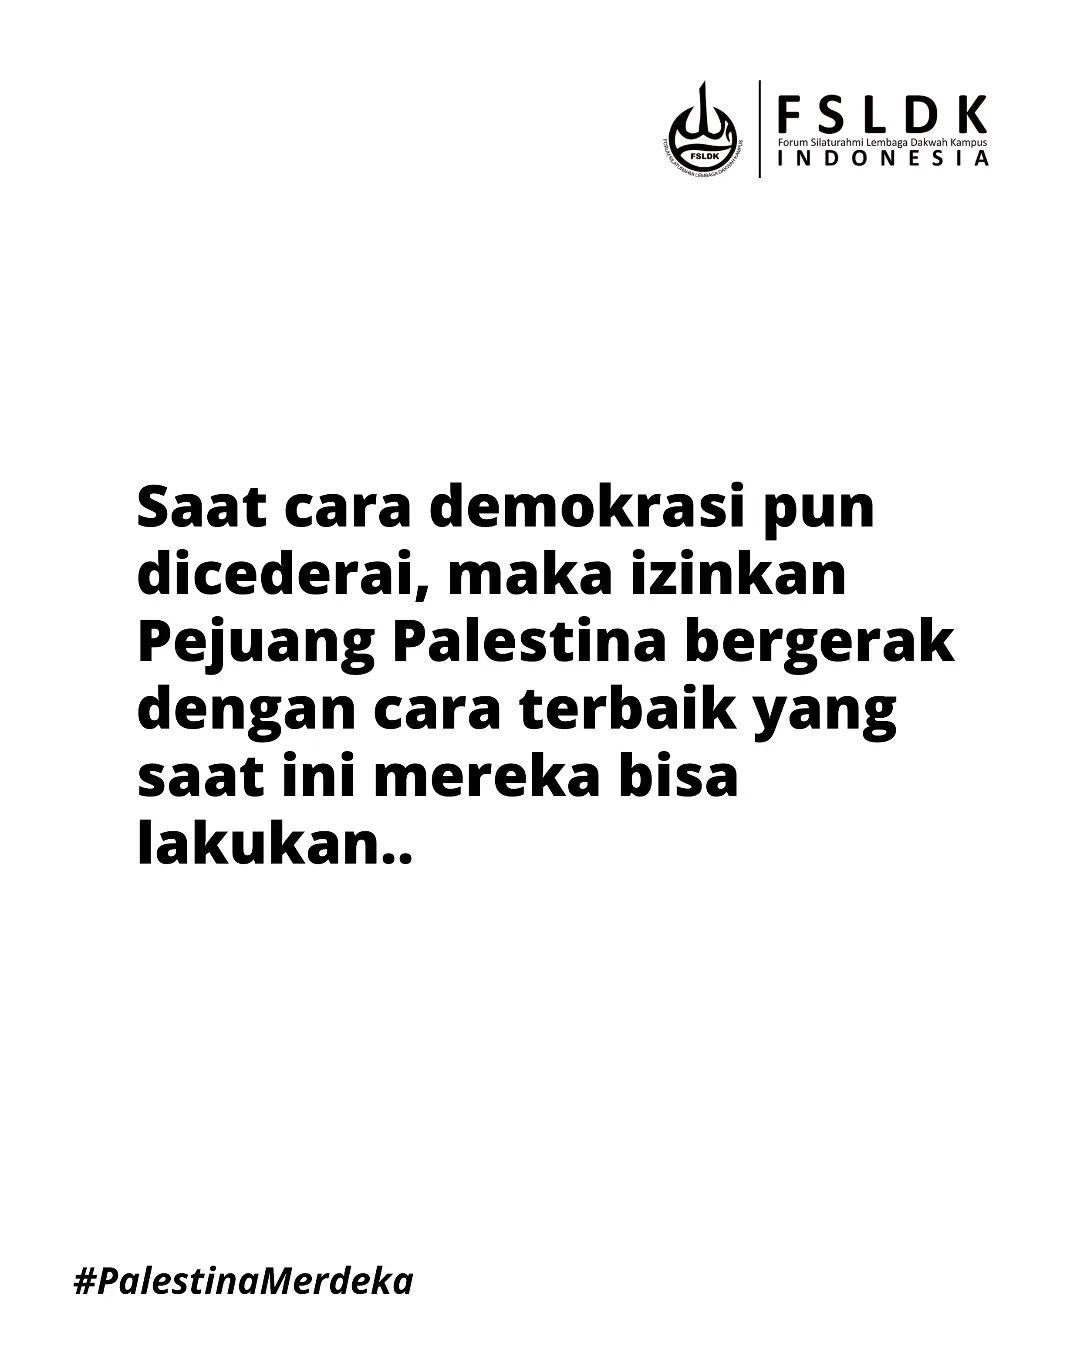 FSLDK
Forum Silaturahmi Lembaga Dakwah Kampus
INDONESIA
FSLDK
Saat cara demokrasi pun
dicederai, maka izinkan
Pejuang Palestina bergerak
dengan cara terbaik yang
saat ini mereka bisa
lakukan..
#PalestinaMerdeka